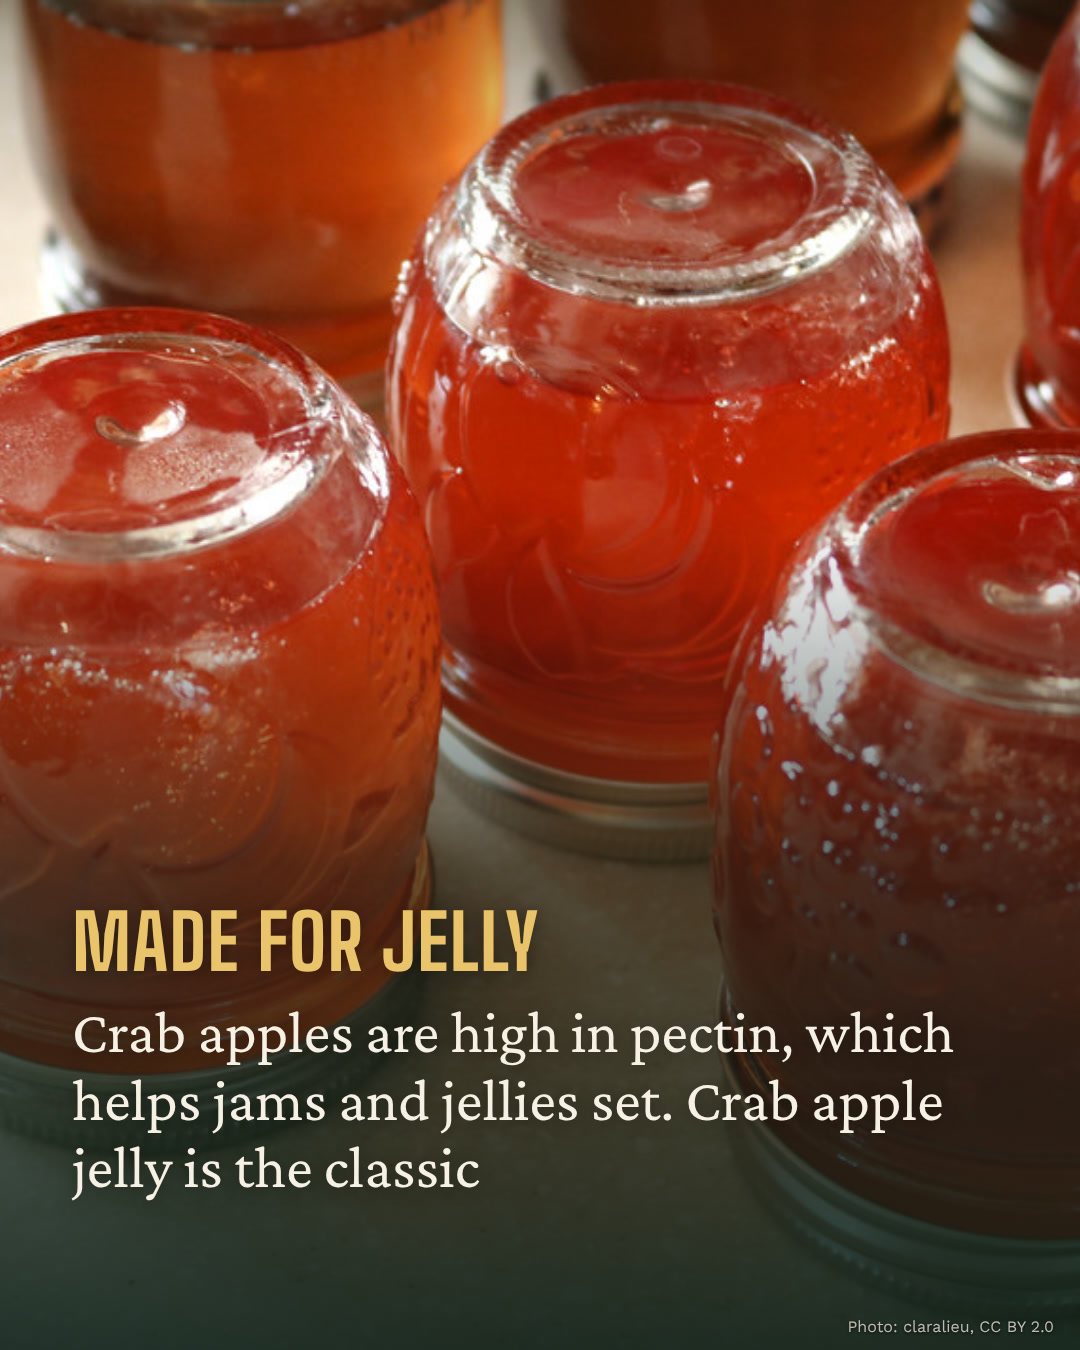 MADE FOR JELLY
Crab apples are high in pectin, which
helps jams and jellies set. Crab apple
jelly is the classic
Photo: claralieu, CC BY 2.0